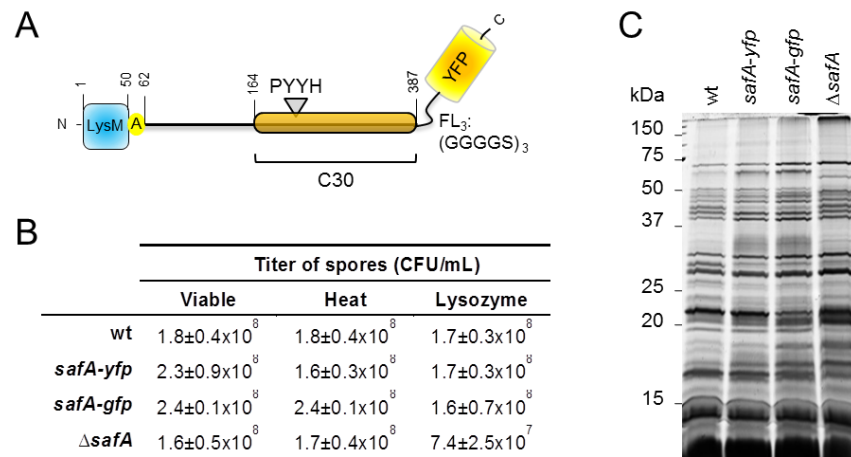 A
1
50
62
164
387
PYYH
YFP
C
N -
LysM
A
FL3:
(GGGGS)3
C30
B
Titer of spores (CFU/mL)
Viable Heat Lysozyme
wt 1.8±0.4x10^8 1.8±0.4x10^8 1.7±0.3x10^8
safA-yfp 2.3±0.9x10^8 1.6±0.3x10^8 1.7±0.3x10^8
safA-gfp 2.4±0.1x10^8 2.4±0.1x10^8 1.6±0.7x10^8
ΔsafA 1.6±0.5x10^8 1.7±0.4x10^8 7.4±2.5x10^7
C
kDa wt safA-yfp safA-gfp ΔsafA
150
75
50
37
25
20
15